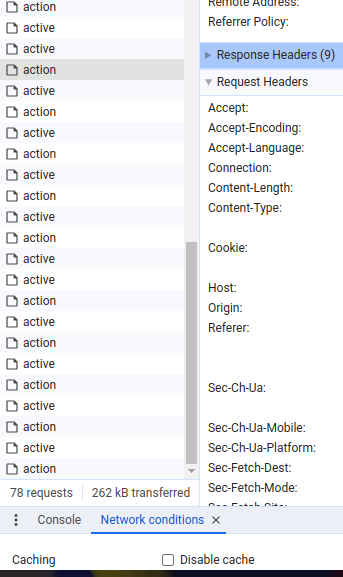 action
active
active
action
active
action
active
action
active
action
active
action
active
action
active
action
active
action
active
action
active
action
78 requests
262 kB transferred
Remote Address:
Referrer Policy:
Response Headers (9)
Request Headers
Accept:
Accept-Encoding:
Accept-Language:
Connection:
Content-Length:
Content-Type:
Cookie:
Host:
Origin:
Referer:
Sec-Ch-Ua:
Sec-Ch-Ua-Mobile:
Sec-Ch-Ua-Platform:
Sec-Fetch-Dest:
Sec-Fetch-Mode:
Sec-Fetch-Site:
Console
Network conditions
Caching
Disable cache